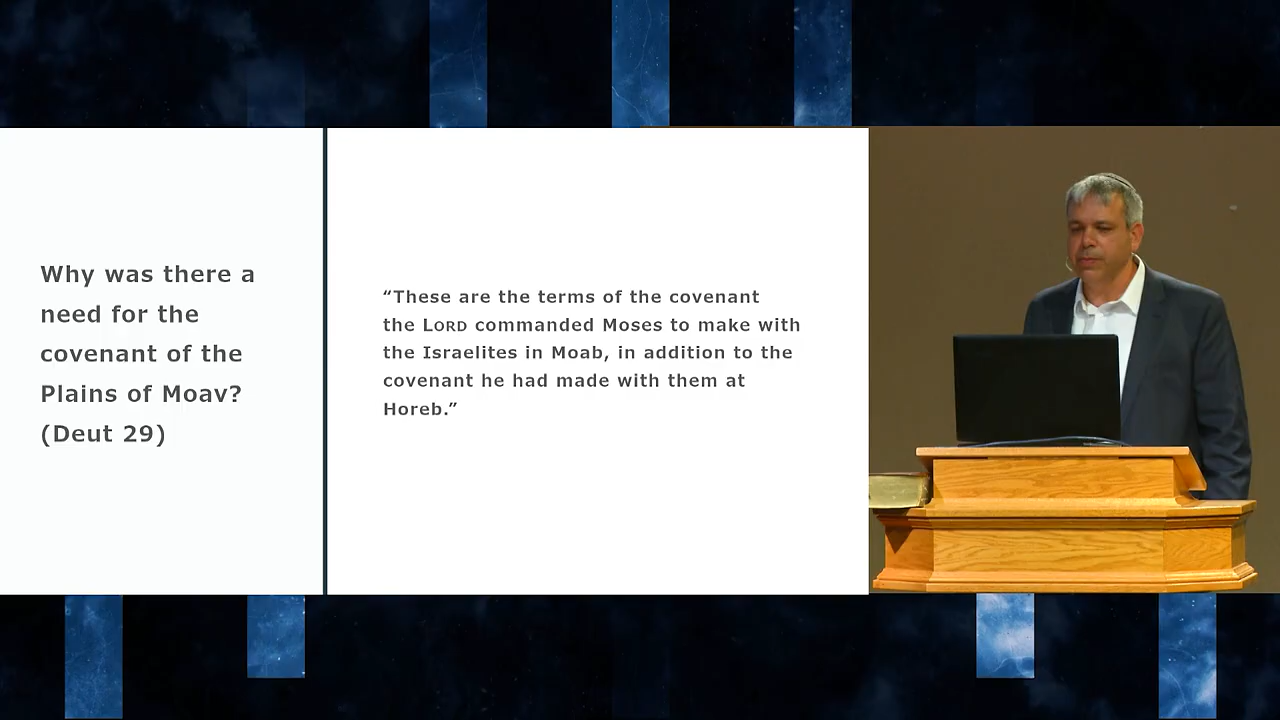 Why was there a
need for the
covenant of the
Plains of Moav?
(Deut 29)
“These are the terms of the covenant
the LORD commanded Moses to make with
the Israelites in Moab, in addition to the
covenant he had made with them at
Horeb.”